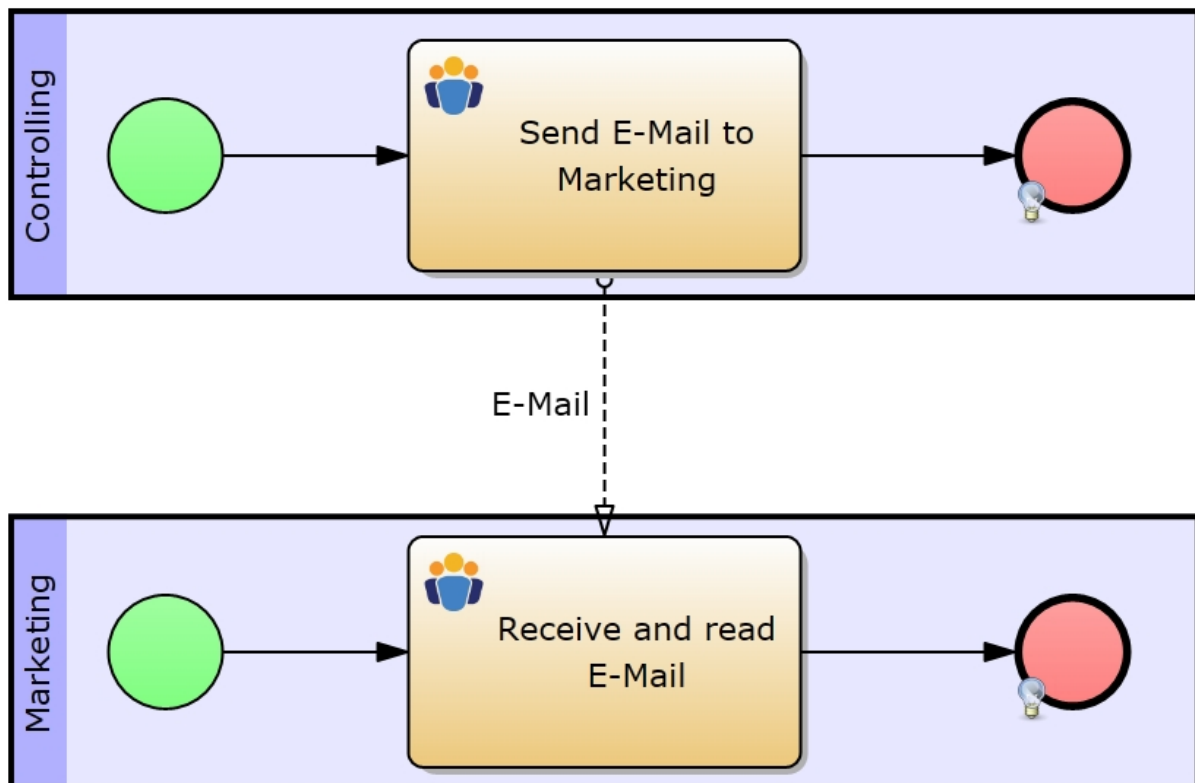 Controlling
Send E-Mail to
Marketing
E-Mail
Marketing
Receive and read
E-Mail